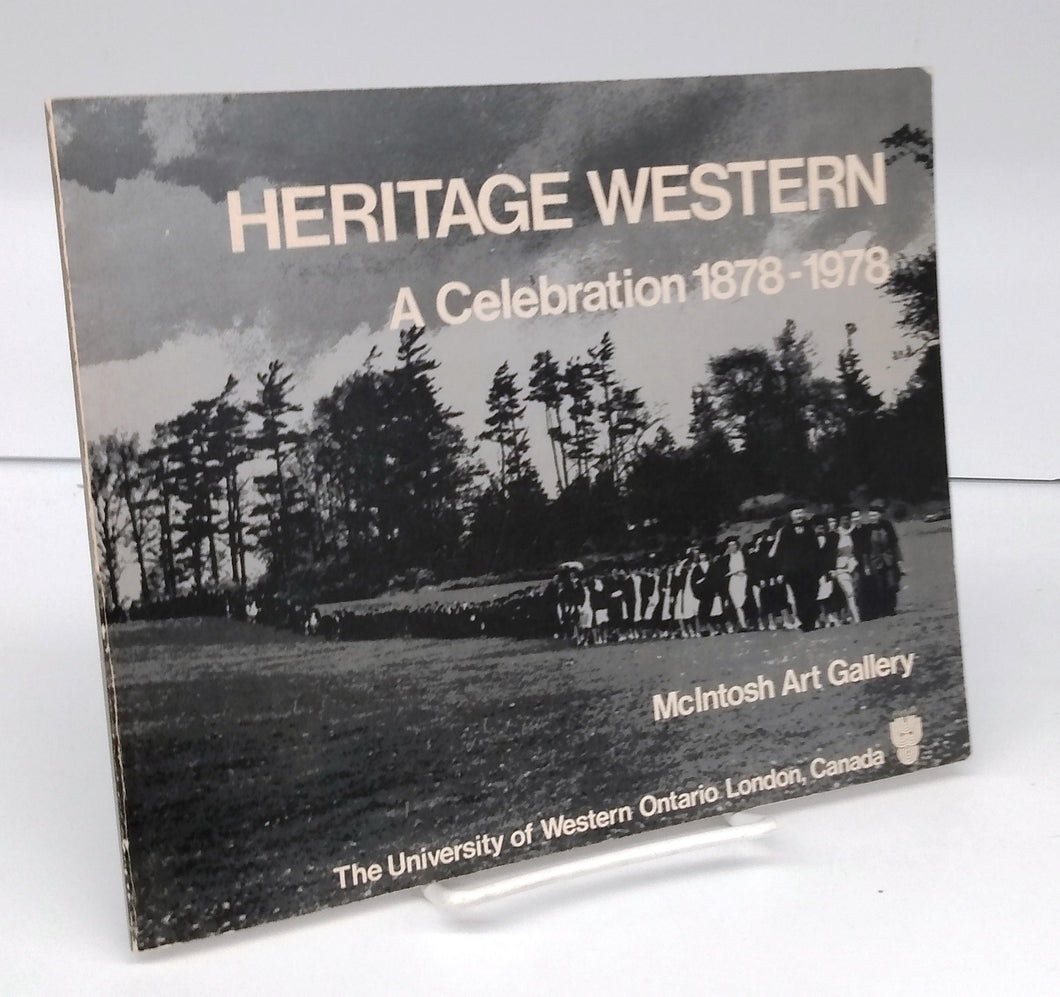 HERITAGE WESTERN
A Celebration 1878-1978
McIntosh Art Gallery
The University of Western Ontario London, Canada